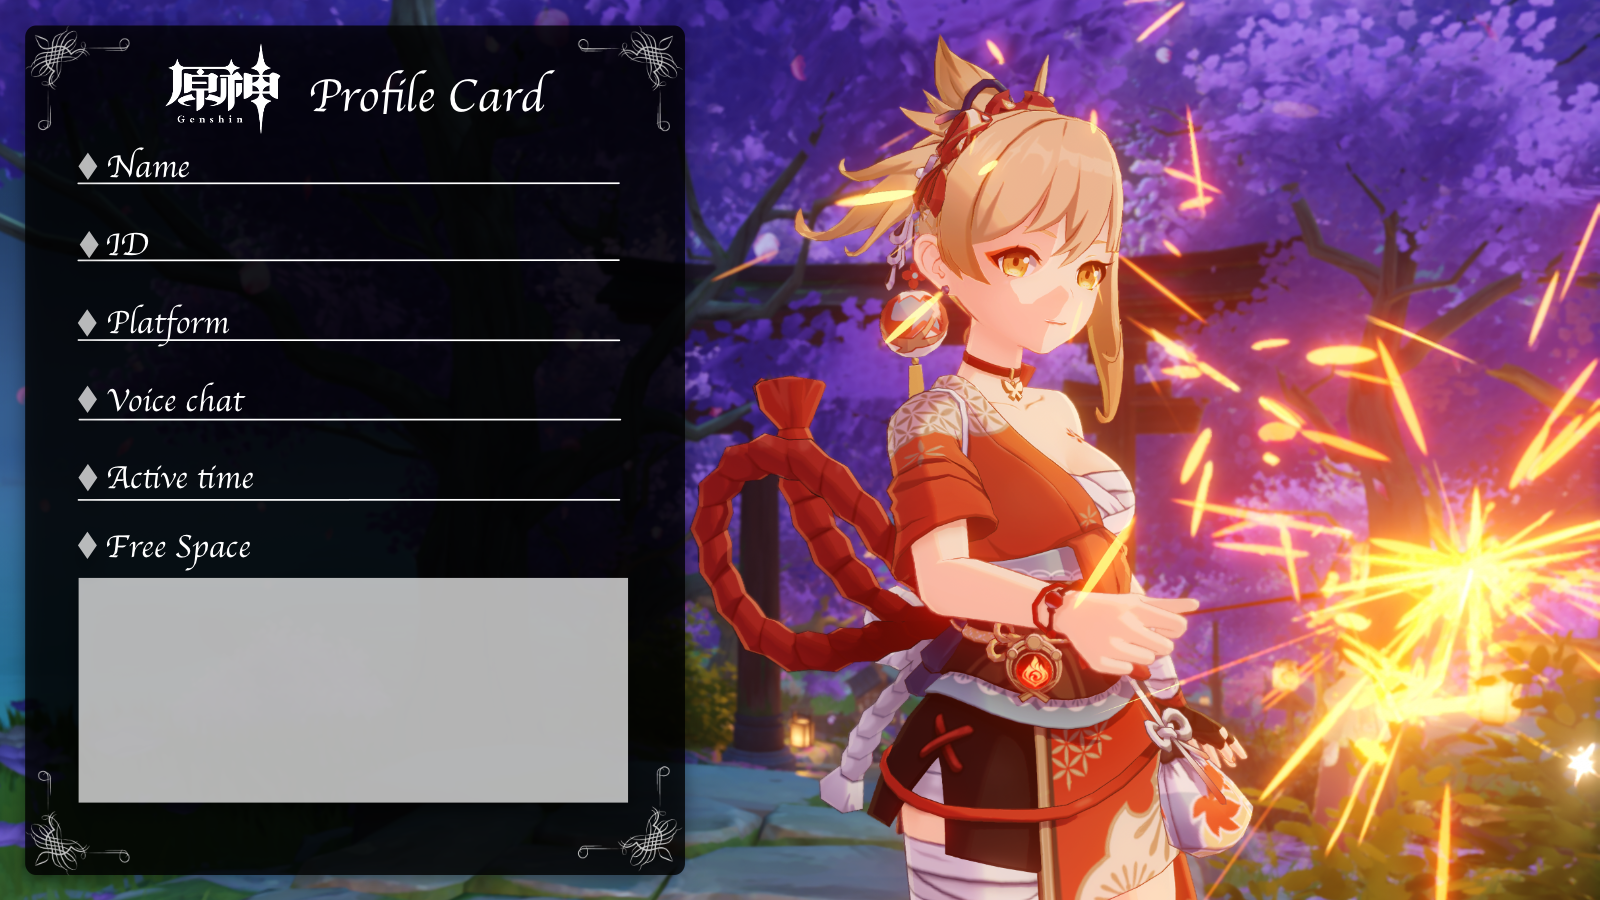 原神
Genshin
Profile Card
Name
ID
Platform
Voice chat
Active time
Free Space